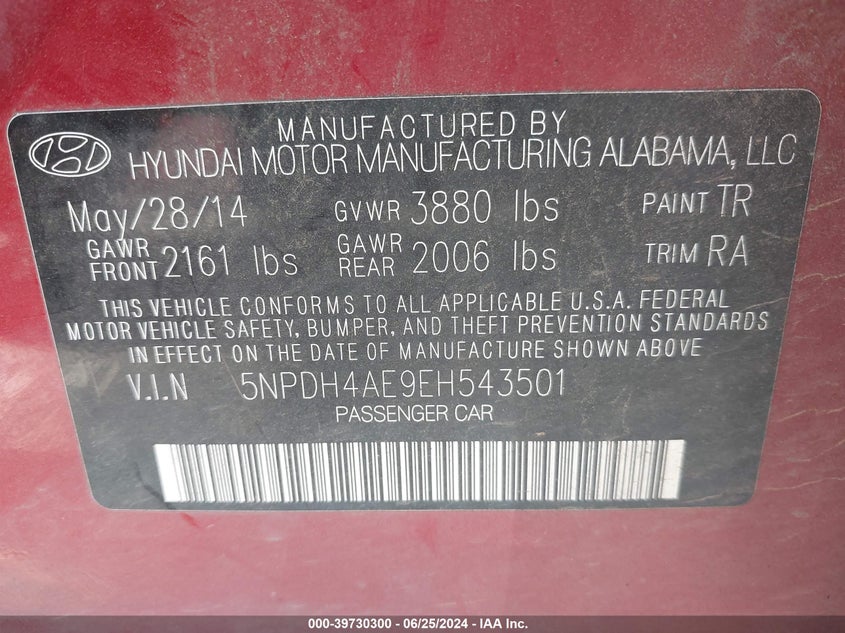 MANUFACTURED BY
HYUNDAI MOTOR MANUFACTURING ALABAMA, LLC
May/28/14 GVWR 3880 lbs PAINT TR
GAWR FRONT 2161 lbs GAWR REAR 2006 lbs TRIM RA
THIS VEHICLE CONFORMS TO ALL APPLICABLE U.S.A. FEDERAL
MOTOR VEHICLE SAFETY, BUMPER, AND THEFT PREVENTION STANDARDS
IN EFFECT ON THE DATE OF MANUFACTURE SHOWN ABOVE
V.I.N 5NPDH4AE9EH543501
PASSENGER CAR
000-39730300 - 06/25/2024 - IAA Inc.